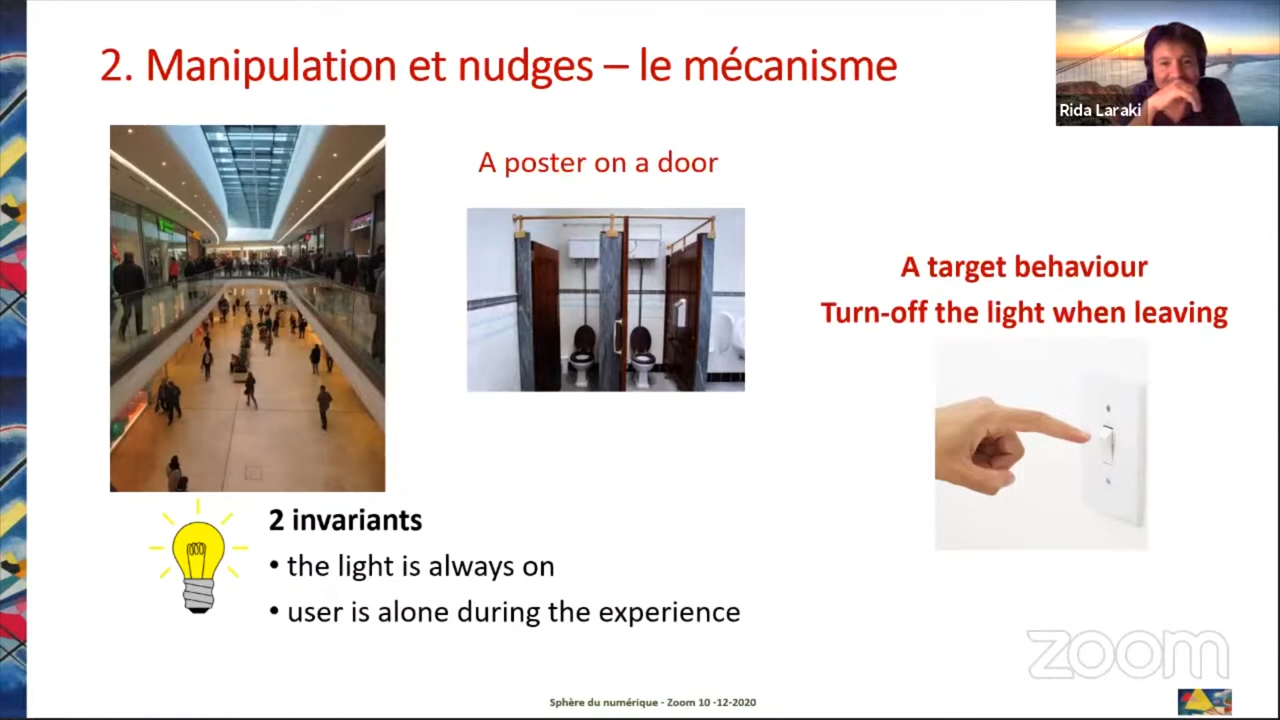 2. Manipulation et nudges – le mécanisme
Rida Laraki
A poster on a door
A target behaviour
Turn-off the light when leaving
2 invariants
• the light is always on
• user is alone during the experience
zoom
Sphère du numérique - Zoom 10 -12-2020